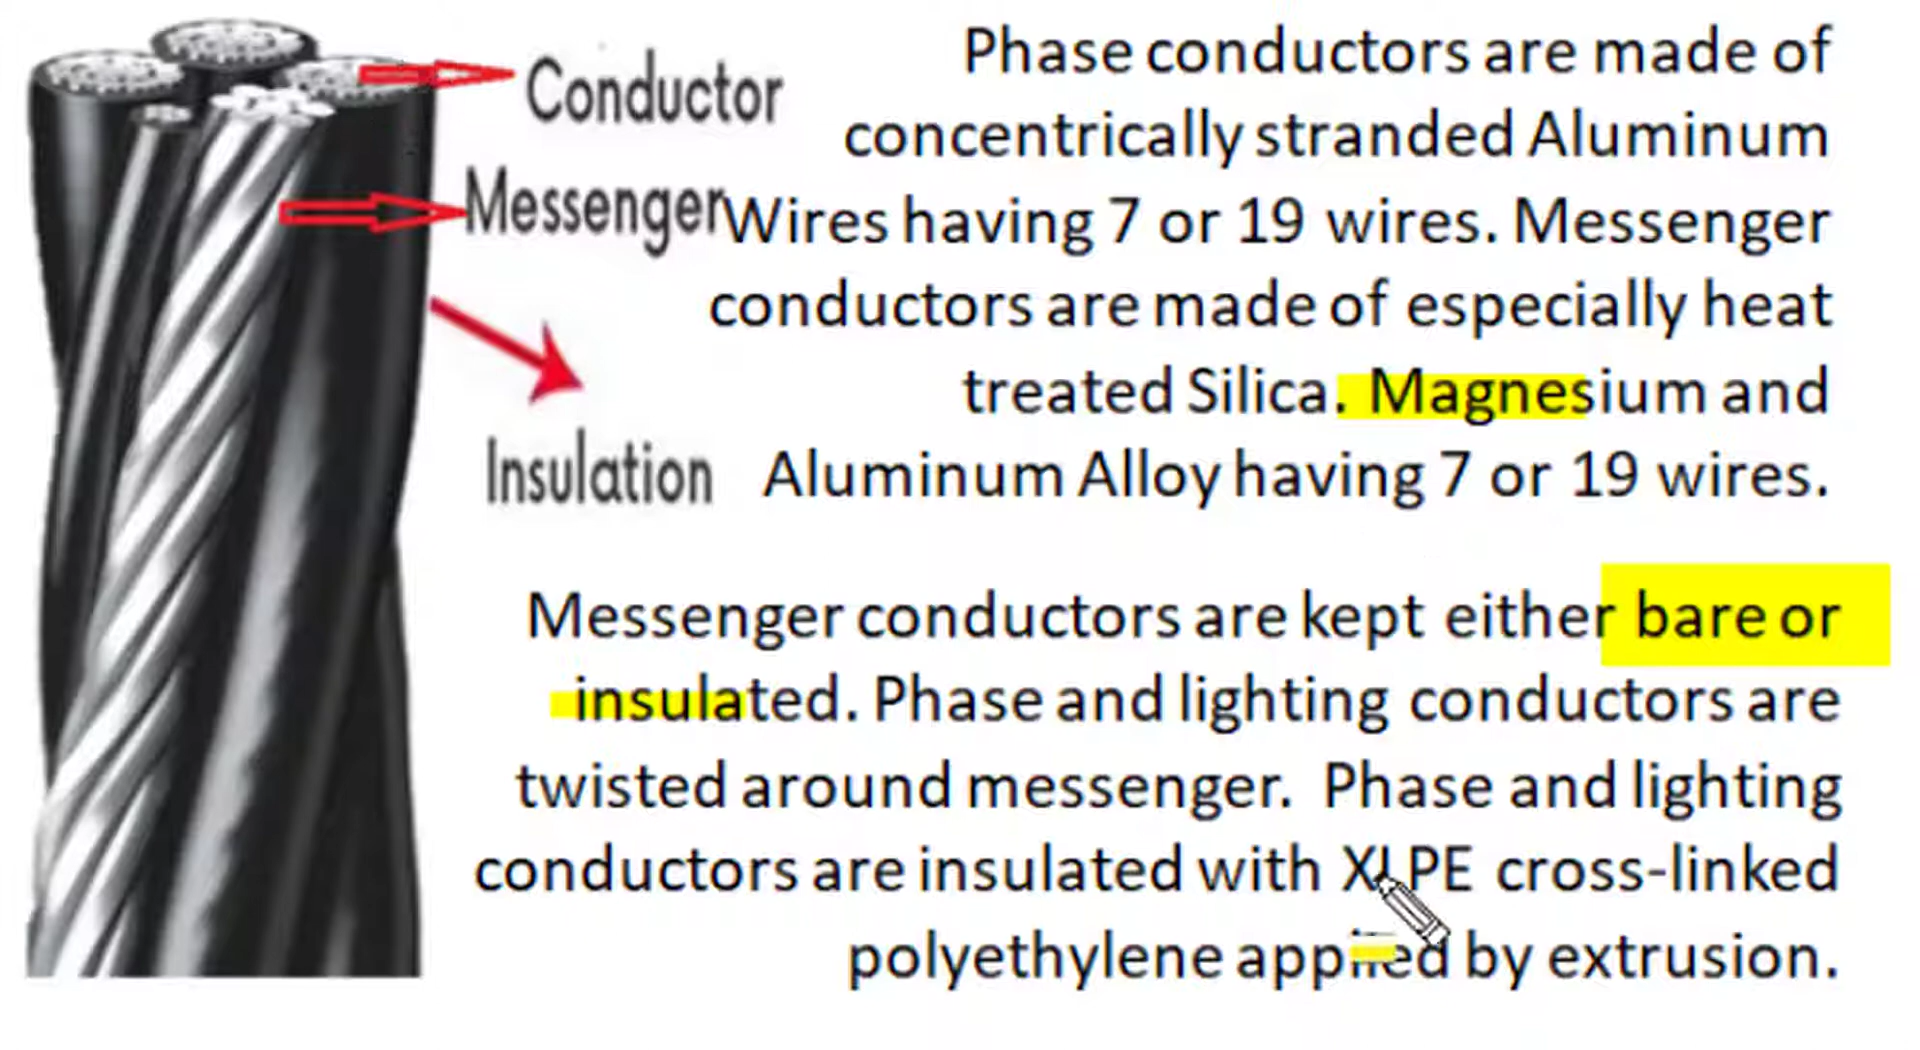 Conductor
Messenger
Insulation
Phase conductors are made of
concentrically stranded Aluminum
Wires having 7 or 19 wires. Messenger
conductors are made of especially heat
treated Silica. Magnesium and
Aluminum Alloy having 7 or 19 wires.
Messenger conductors are kept either bare or
insulated. Phase and lighting conductors are
twisted around messenger. Phase and lighting
conductors are insulated with XLPE cross-linked
polyethylene applied by extrusion.